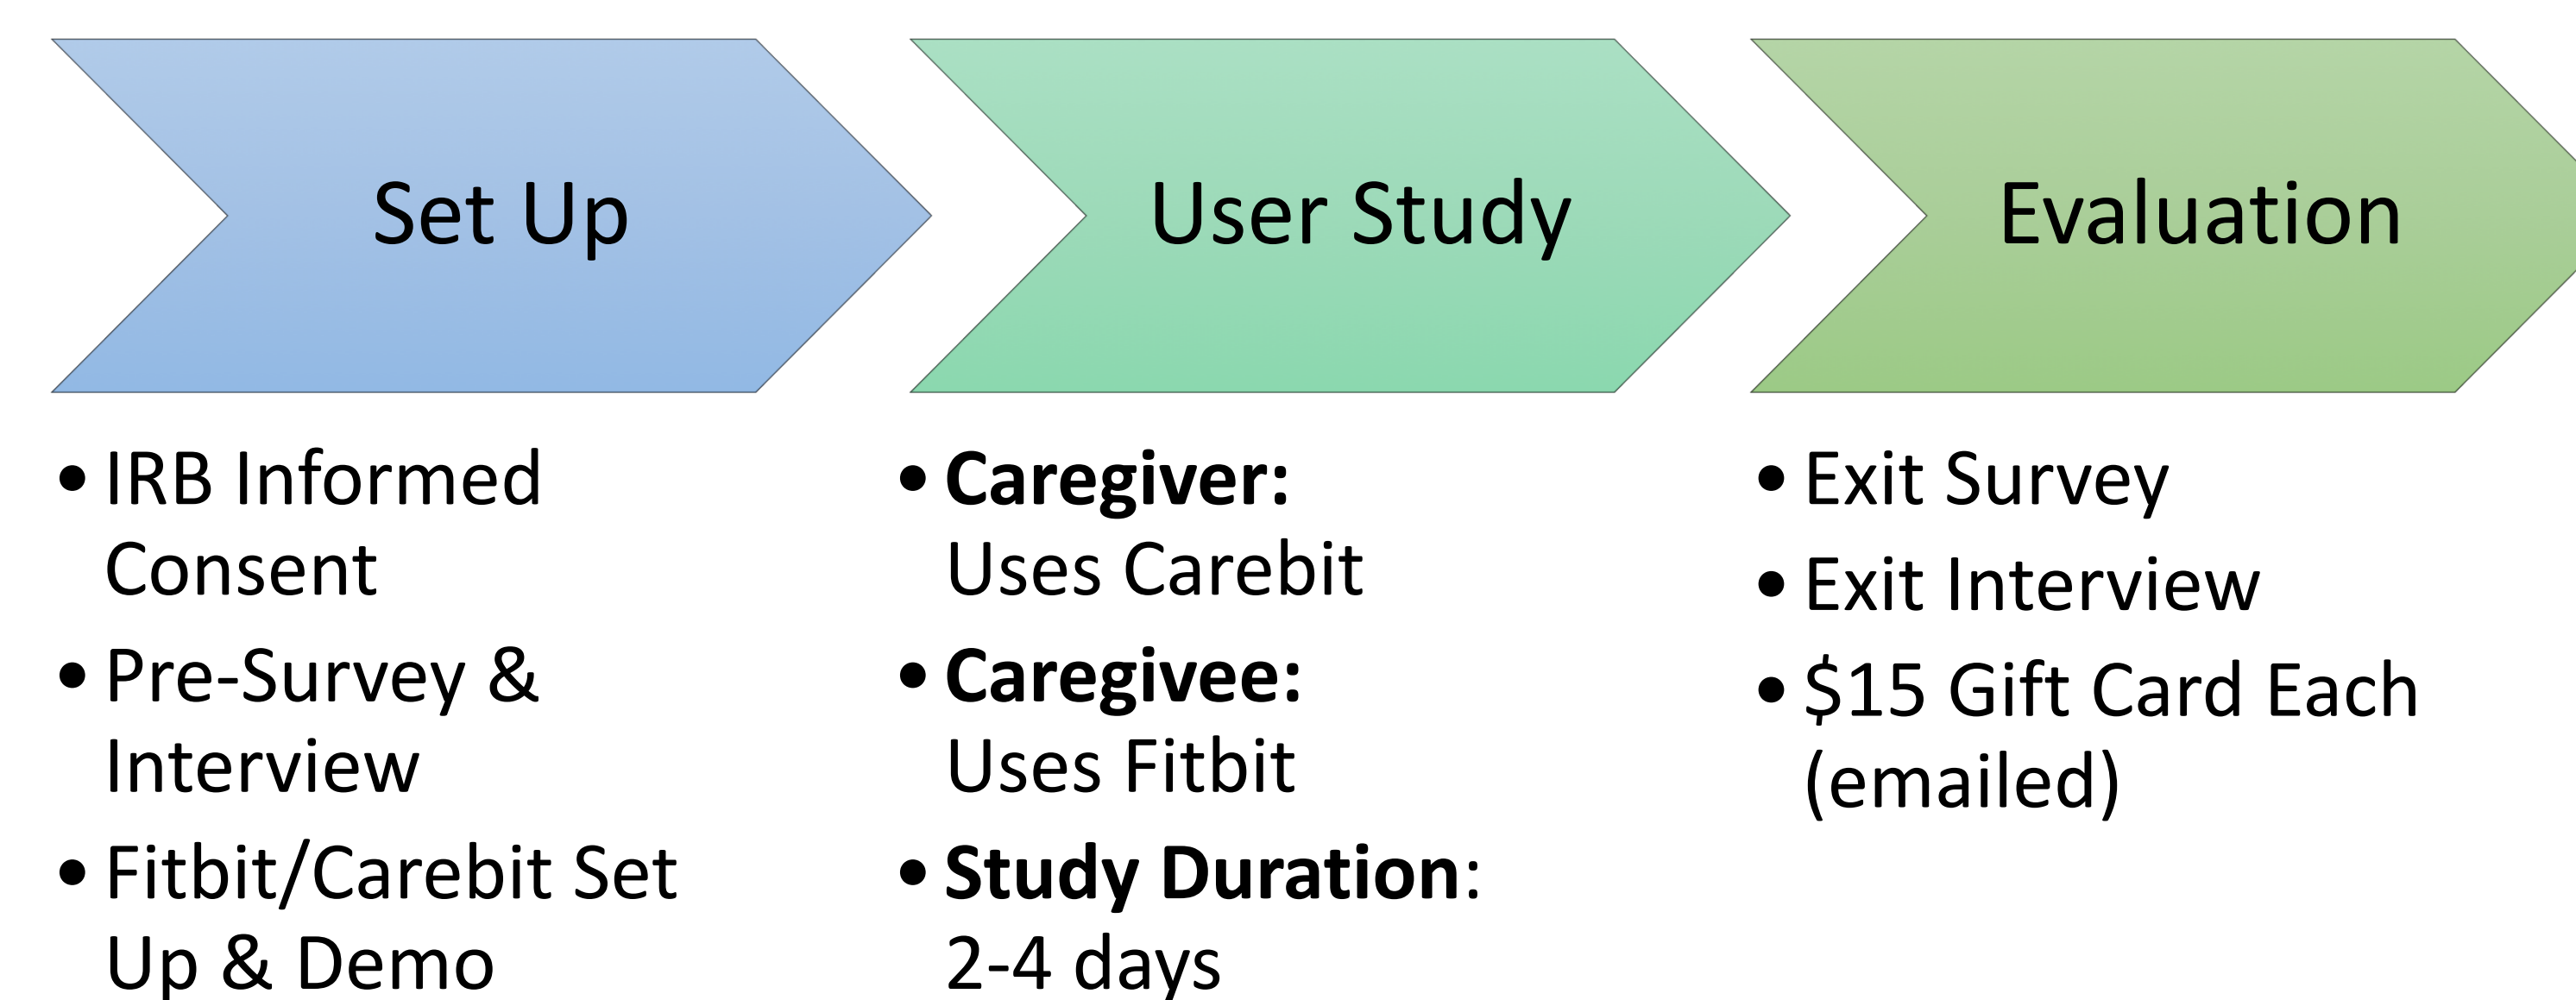 Set Up
• IRB Informed
Consent
• Pre-Survey &
Interview
• Fitbit/Carebit Set
Up & Demo
User Study
• Caregiver:
Uses Carebit
• Caregivee:
Uses Fitbit
• Study Duration:
2-4 days
Evaluation
• Exit Survey
• Exit Interview
• $15 Gift Card Each
(emailed)